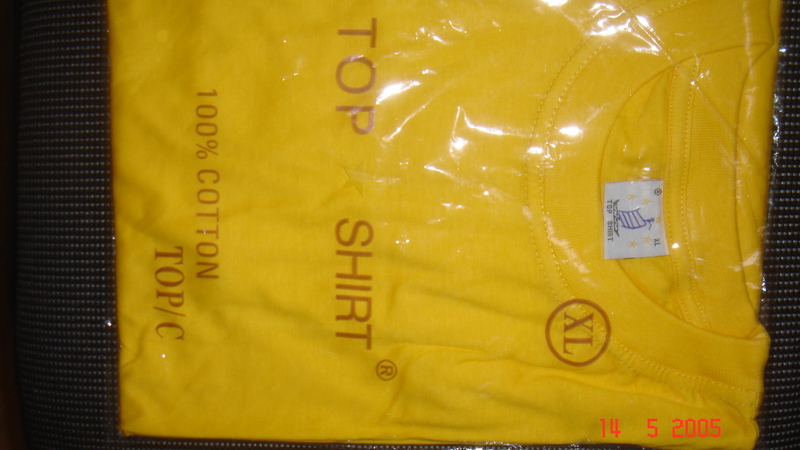 TOP SHIRT ®
100% COTTON
TOP/C
XL
® XL
TOP SHIRT
14 5 2005